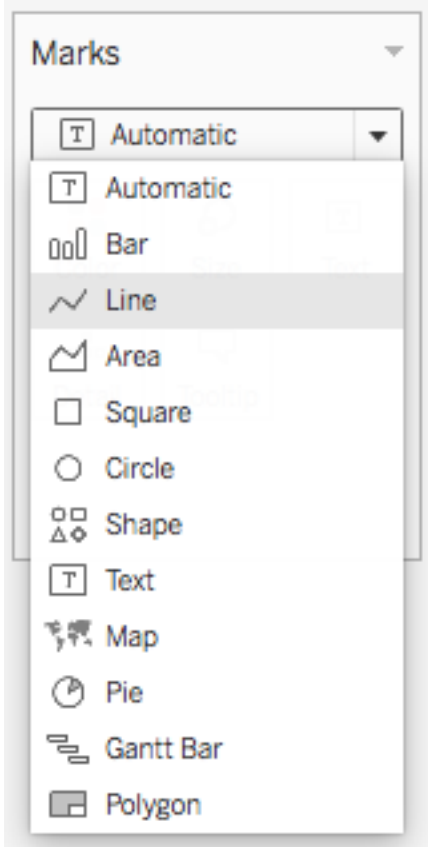 Marks
Automatic
Automatic
Bar
Line
Area
Square
Circle
Shape
Text
Map
Pie
Gantt Bar
Polygon